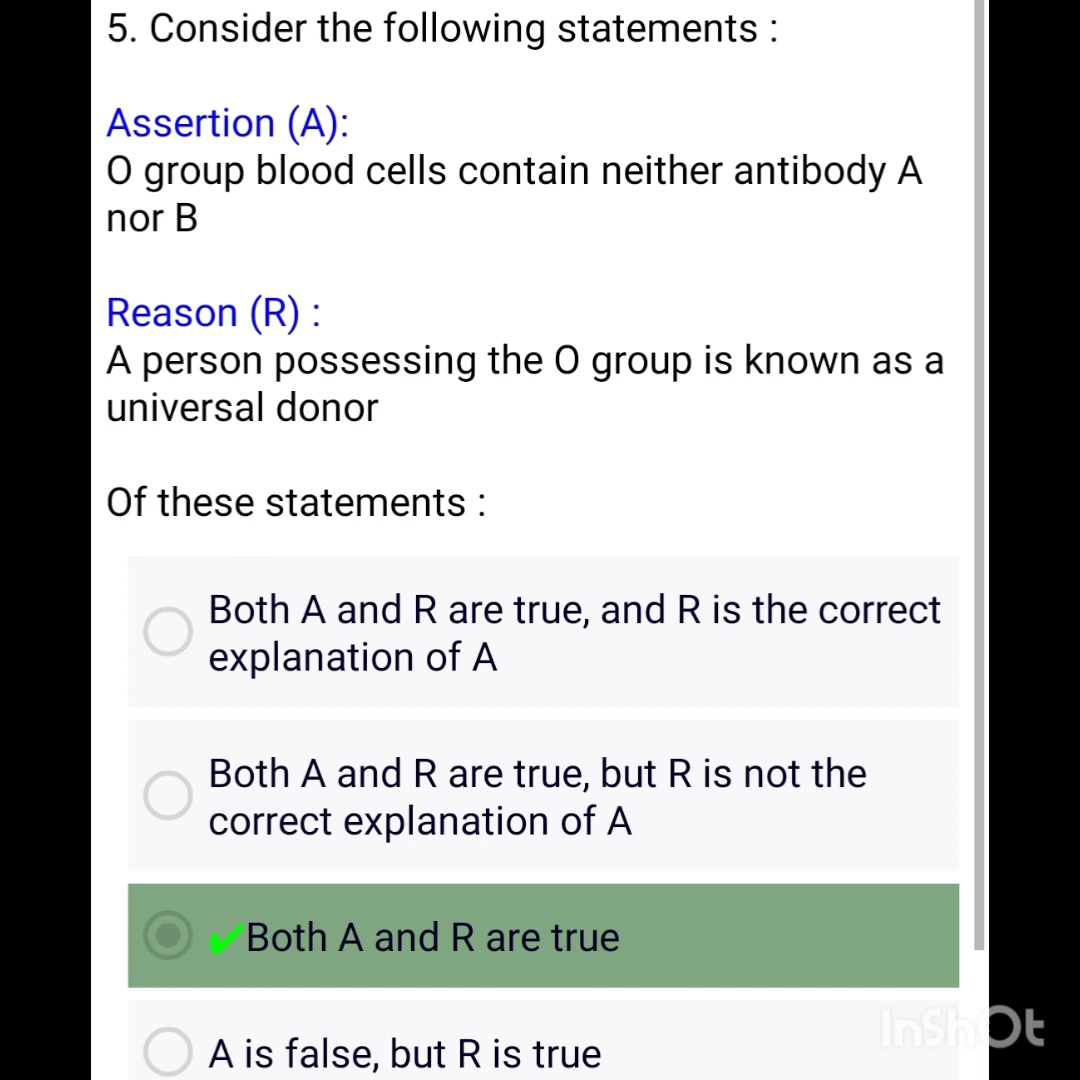 5. Consider the following statements :
Assertion (A):
O group blood cells contain neither antibody A
nor B
Reason (R) :
A person possessing the O group is known as a
universal donor
Of these statements :
Both A and R are true, and R is the correct
explanation of A
Both A and R are true, but R is not the
correct explanation of A
✔Both A and R are true
A is false, but R is true
InShOt